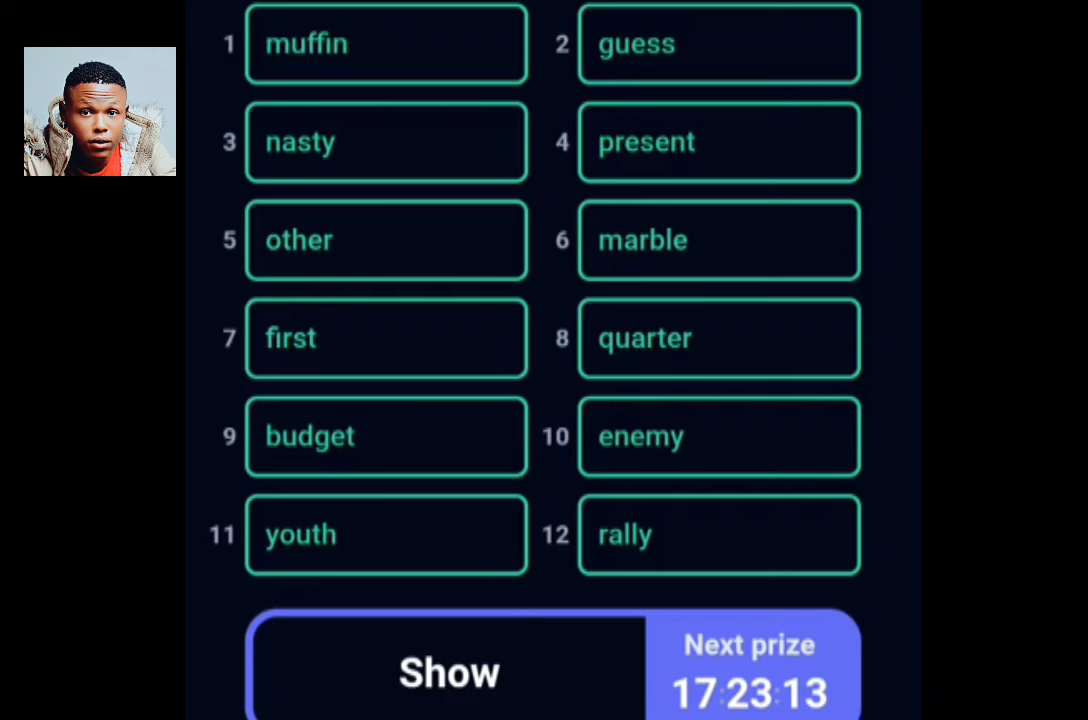 1 muffin 2 guess
3 nasty 4 present
5 other 6 marble
7 first 8 quarter
9 budget 10 enemy
11 youth 12 rally
Show Next prize
17:23:13